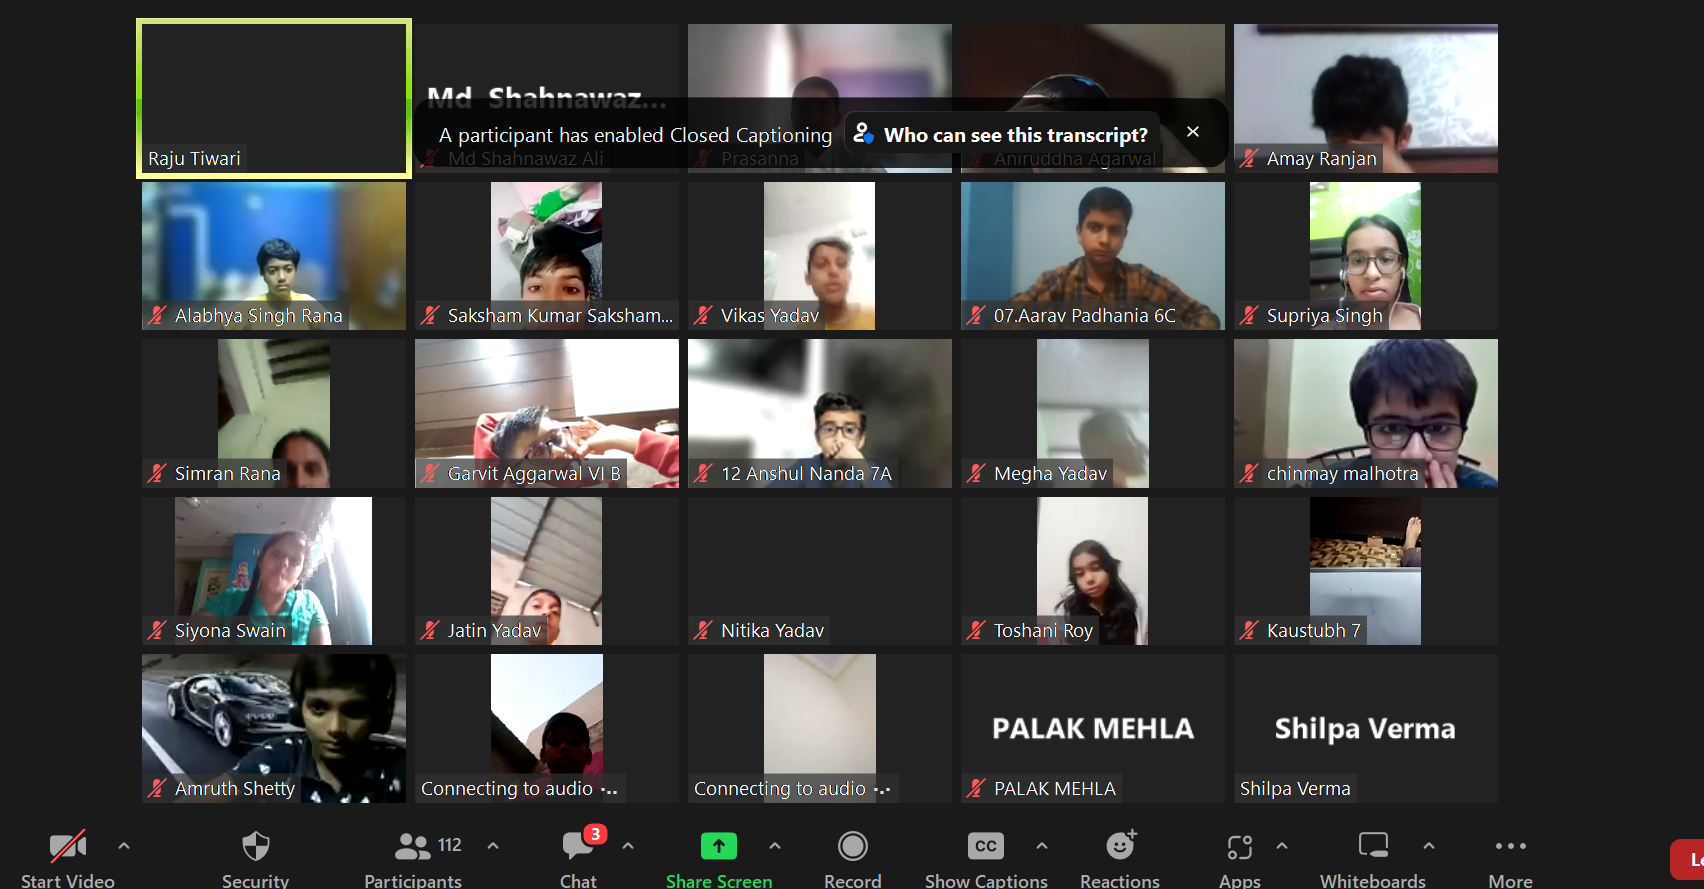 Md Shahnawaz...
A participant has enabled Closed Captioning
Who can see this transcript?
Raju Tiwari
Md Shahnawaz Ali
Prasanna
Aniruddha Agarwal
Amay Ranjan
Alabhya Singh Rana
Saksham Kumar Saksham...
Vikas Yadav
07.Aarav Padhania 6C
Supriya Singh
Simran Rana
Garvit Aggarwal VI B
12 Anshul Nanda 7A
Megha Yadav
chinmay malhotra
Siyona Swain
Jatin Yadav
Nitika Yadav
Toshani Roy
Kaustubh 7
PALAK MEHLA
Shilpa Verma
Amruth Shetty
Connecting to audio
Connecting to audio
PALAK MEHLA
Shilpa Verma
112
3
CC
Start Video
Security
Participants
Chat
Share Screen
Record
Show Captions
Reactions
Apps
Whiteboards
More
Le